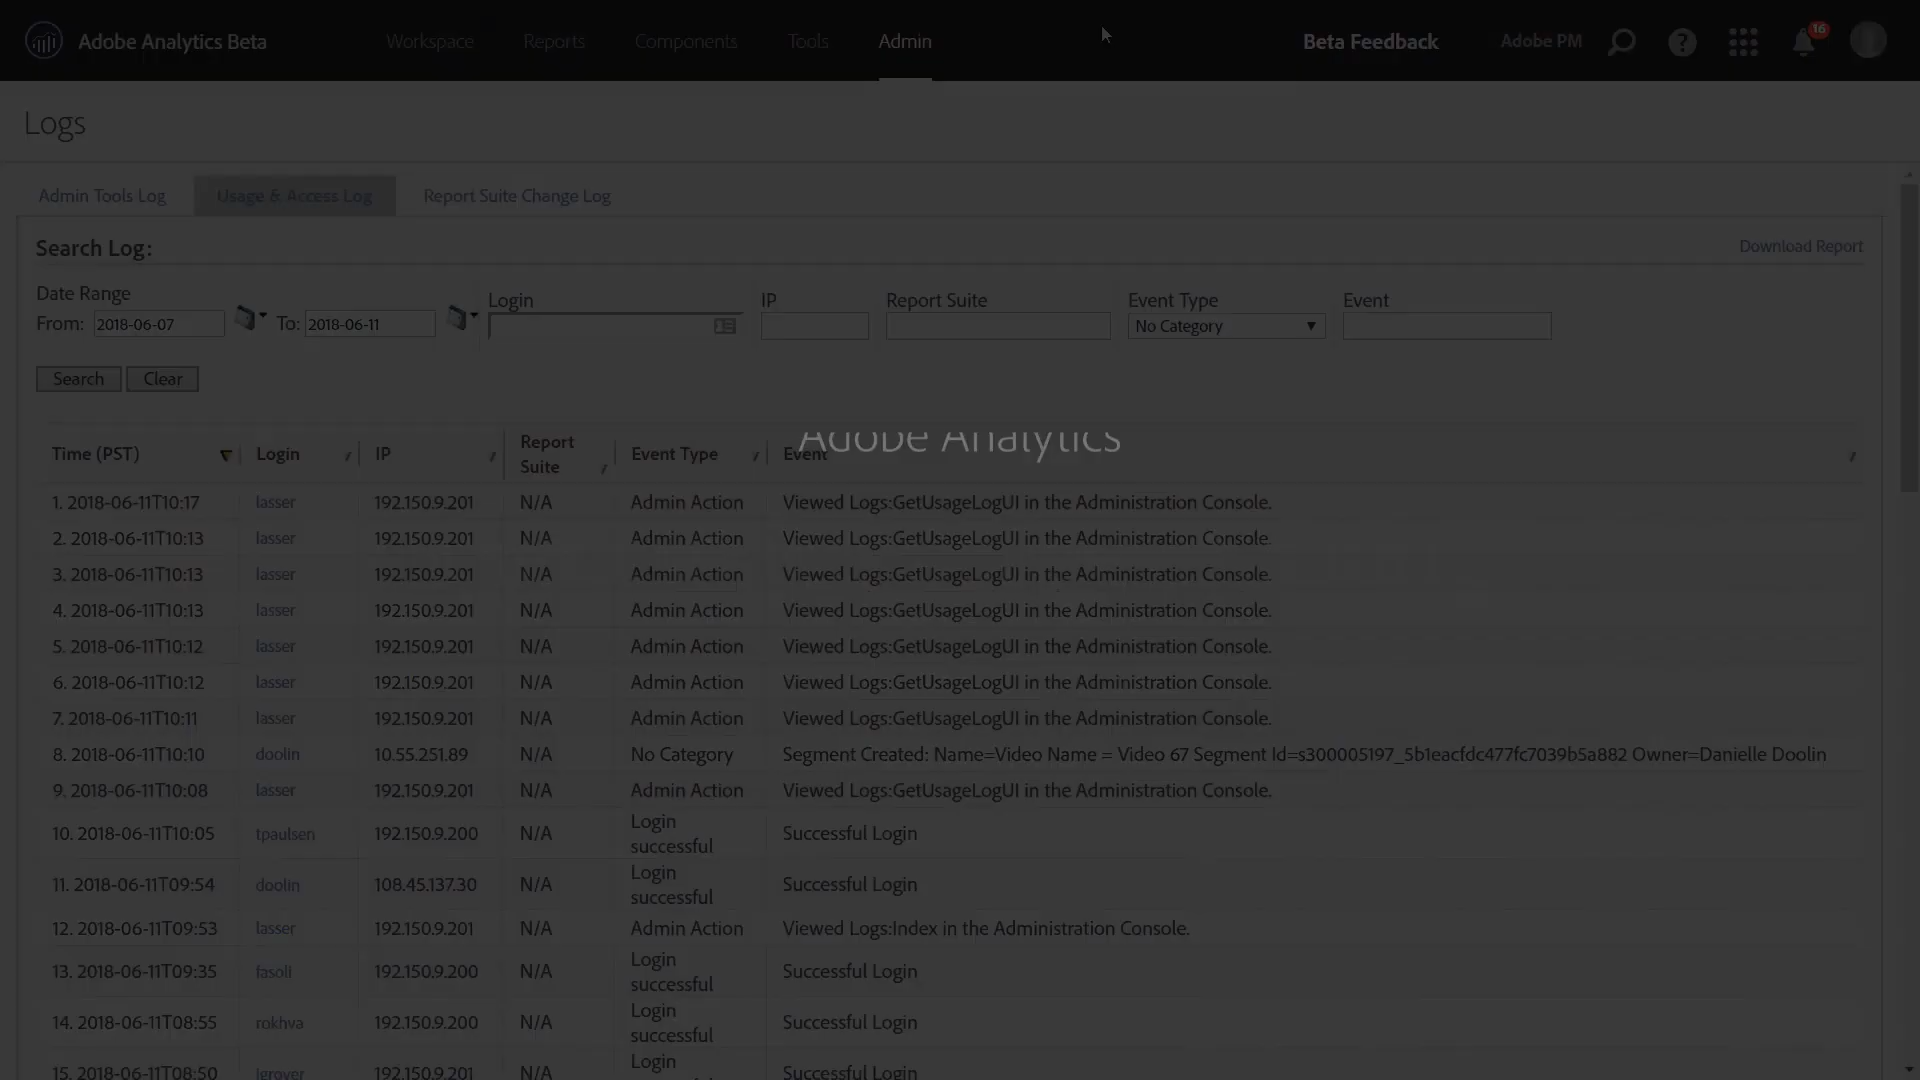 Adobe Analytics Beta Workspace Reports Components Tools Admin Beta Feedback Adobe PM 16
Logs
Admin Tools Log Usage & Access Log Report Suite Change Log
Search Log: Download Report
Date Range Login IP Report Suite Event Type Event
From: 2018-06-07 To: 2018-06-11 No Category
Search Clear
Adobe Analytics
Time (PST) Login IP Report Suite Event Type Event
1. 2018-06-11T10:17 lasser 192.150.9.201 N/A Admin Action Viewed Logs:GetUsageLogUI in the Administration Console.
2. 2018-06-11T10:13 lasser 192.150.9.201 N/A Admin Action Viewed Logs:GetUsageLogUI in the Administration Console.
3. 2018-06-11T10:13 lasser 192.150.9.201 N/A Admin Action Viewed Logs:GetUsageLogUI in the Administration Console.
4. 2018-06-11T10:13 lasser 192.150.9.201 N/A Admin Action Viewed Logs:GetUsageLogUI in the Administration Console.
5. 2018-06-11T10:12 lasser 192.150.9.201 N/A Admin Action Viewed Logs:GetUsageLogUI in the Administration Console.
6. 2018-06-11T10:12 lasser 192.150.9.201 N/A Admin Action Viewed Logs:GetUsageLogUI in the Administration Console.
7. 2018-06-11T10:11 lasser 192.150.9.201 N/A Admin Action Viewed Logs:GetUsageLogUI in the Administration Console.
8. 2018-06-11T10:10 doolin 10.55.251.89 N/A No Category Segment Created: Name=Video Name = Video 67 Segment Id=s300005197_5b1eacfdc477fc7039b5a882 Owner=Danielle Doolin
9. 2018-06-11T10:08 lasser 192.150.9.201 N/A Admin Action Viewed Logs:GetUsageLogUI in the Administration Console.
10. 2018-06-11T10:05 tpaulsen 192.150.9.200 N/A Login successful Successful Login
11. 2018-06-11T09:54 doolin 108.45.137.30 N/A Login successful Successful Login
12. 2018-06-11T09:53 lasser 192.150.9.201 N/A Admin Action Viewed Logs:Index in the Administration Console.
13. 2018-06-11T09:35 fasoli 192.150.9.200 N/A Login successful Successful Login
14. 2018-06-11T08:55 rokhva 192.150.9.200 N/A Login successful Successful Login
15. 2018-06-11T08:50 lgrover 192.150.9.201 N/A Login Successful Login